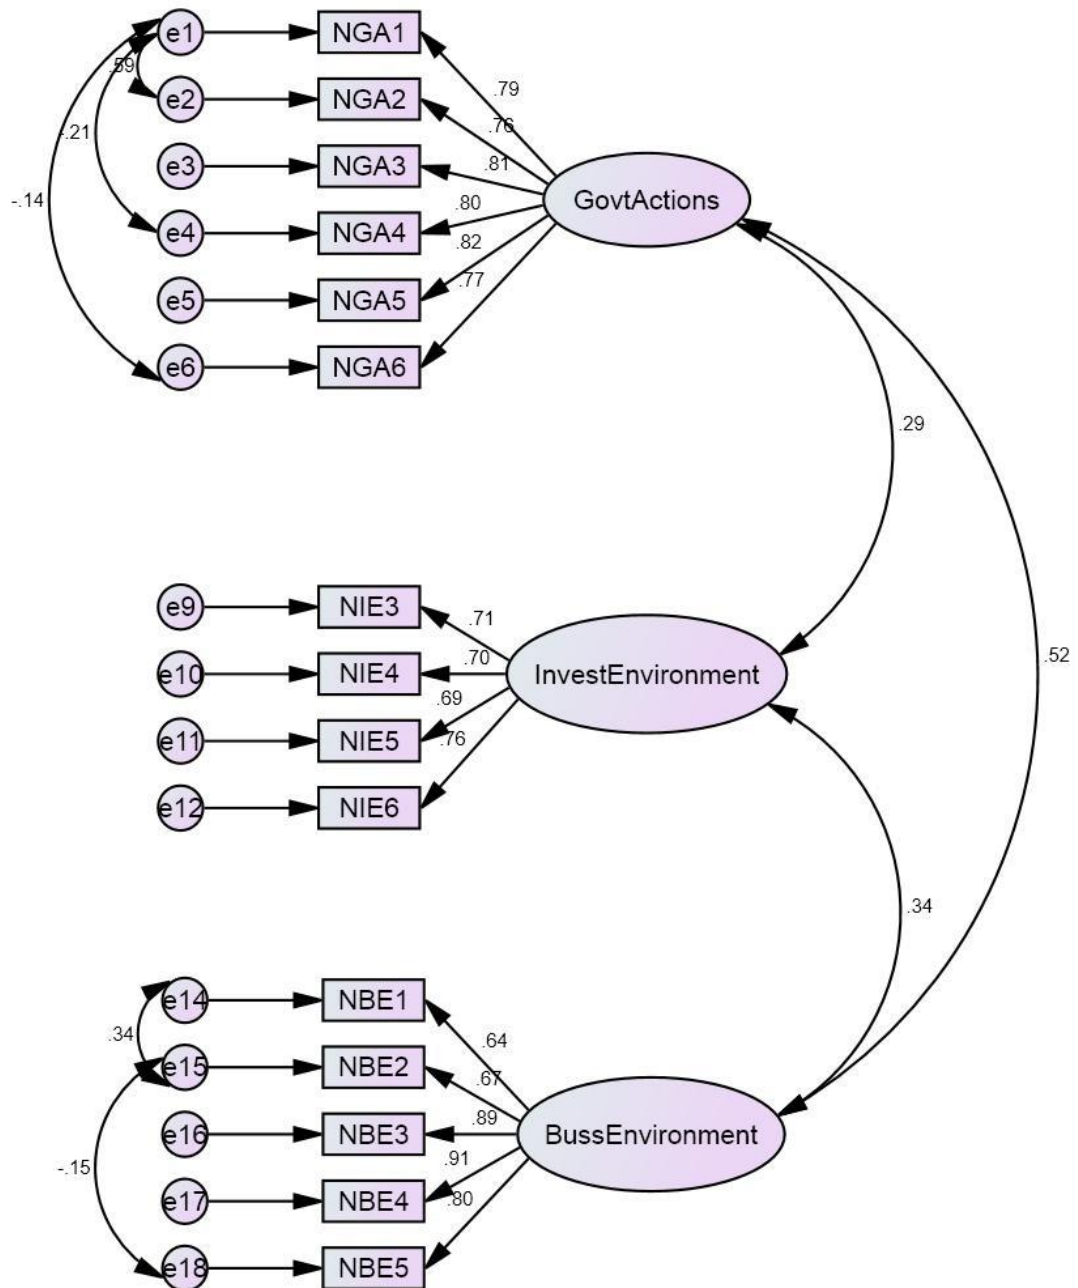 e1 NGA1
.79
.59
e2 NGA2
.76
-.21
e3 NGA3
.81
GovtActions
-.14
.80
e4 NGA4
.82
.77
e5 NGA5
e6 NGA6
.29
e9 NIE3
.71
.70
e10 NIE4
InvestEnvironment
.52
.69
.76
e11 NIE5
e12 NIE6
.34
e14 NBE1
.34
.64
e15 NBE2
.67
.89
e16 NBE3
BussEnvironment
-.15
.91
.80
e17 NBE4
e18 NBE5